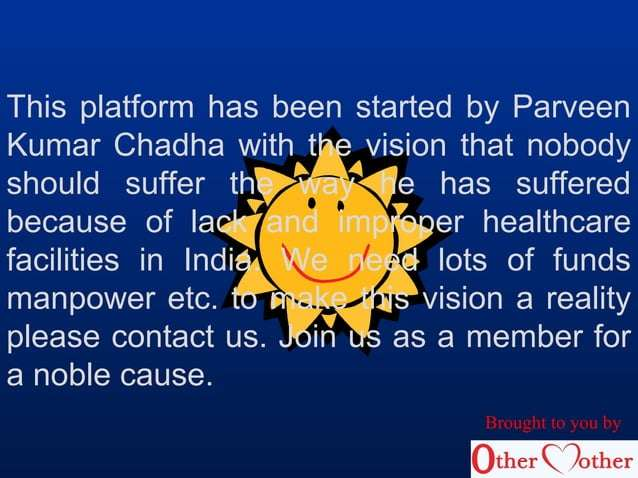 This platform has been started by Parveen
Kumar Chadha with the vision that nobody
should suffer the way he has suffered
because of lack and improper healthcare
facilities in India. We need lots of funds
manpower etc. to make this vision a reality
please contact us. Join us as a member for
a noble cause.
Brought to you by
Other Mother